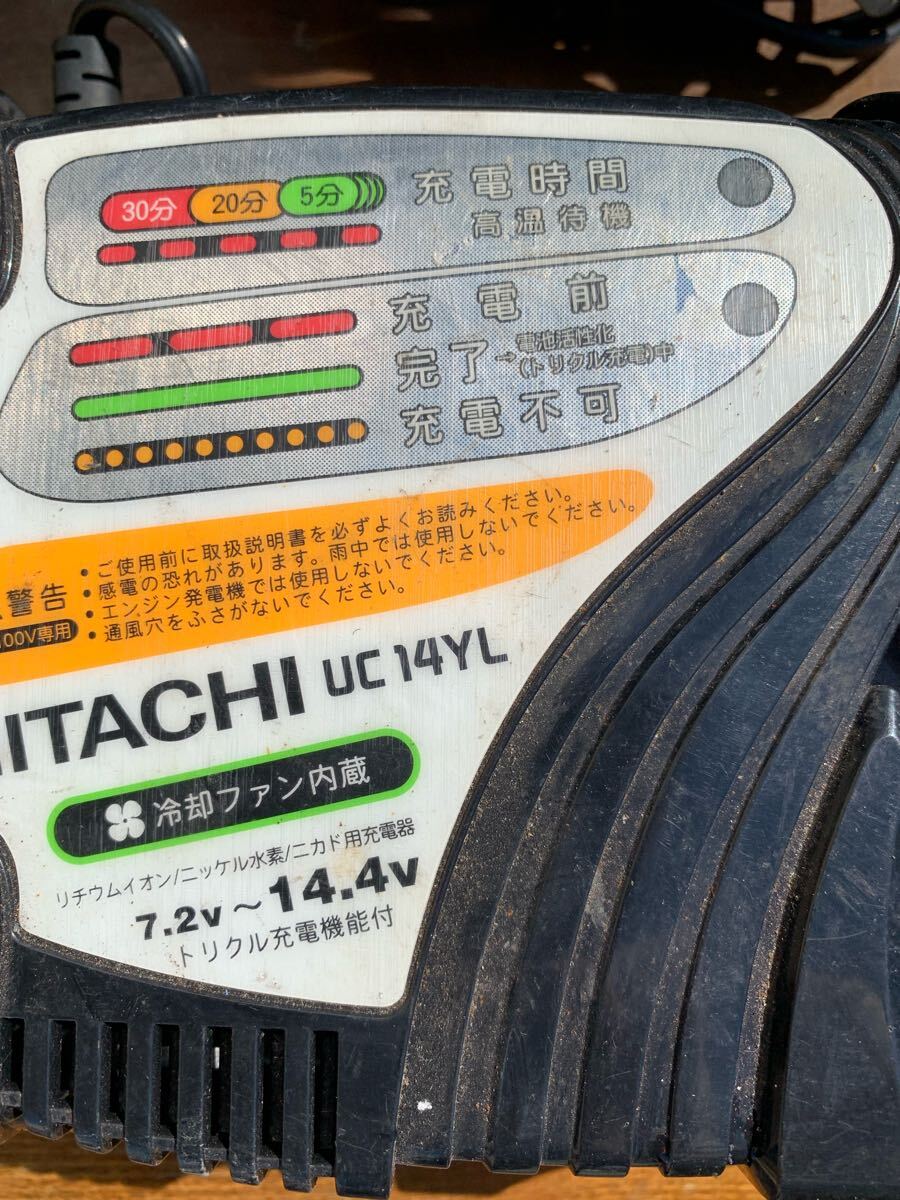 30分 20分 5分 充電時間
高温待機
充電前
完了→電池活性化
(トリクル充電)中
充電不可
・ご使用前に取扱説明書を必ずよくお読みください。
・感電の恐れがあります。雨中では使用しないでください。
警告 ・エンジン発電機では使用しないでください。
00V専用 ・通風穴をふさがないでください。
HITACHI UC 14YL
冷却ファン内蔵
リチウムイオン/ニッケル水素/ニカド用充電器
7.2v～14.4v
トリクル充電機能付